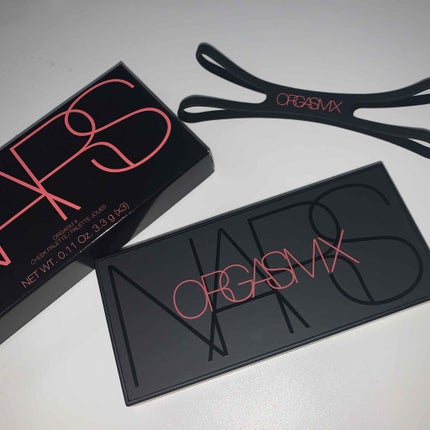 ORGASM X
NARS
ORGASM X
CHEEK PALETTE / PALETTE JOUES
NET WT. 0.11 Oz. 3.3 g (x3)
NARS
ORGASM X